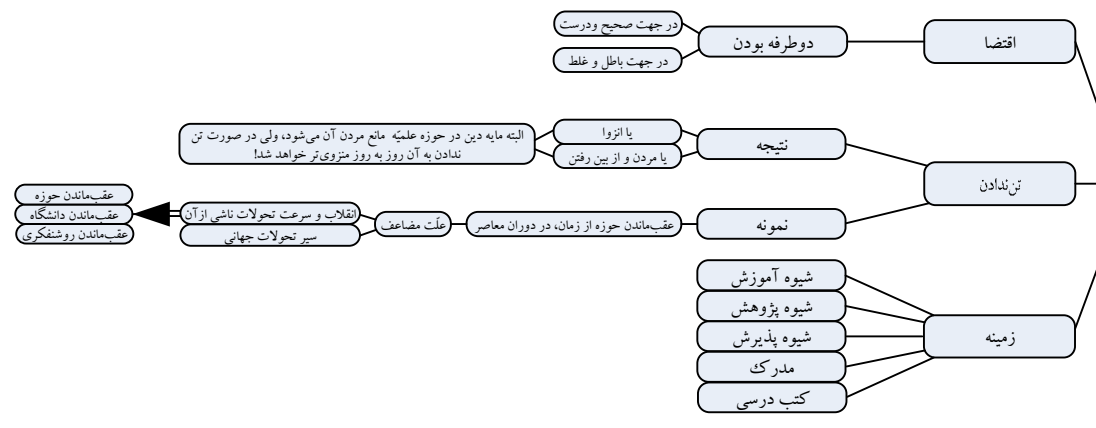 اقتضا
دوطرفه بودن
در جهت صحیح ودرست
در جهت باطل و غلط
تن‌ندادن
نتیجه
یا انزوا
یا مردن و از بین رفتن
البته مایه دین در حوزه علمیّه مانع مردن آن می‌شود، ولی در صورت تن
ندادن به آن روز به روز منزوی‌تر خواهد شد!
نمونه
عقب‌ماندن حوزه از زمان، در دوران معاصر
علّت مضاعف
انقلاب و سرعت تحولات ناشی ازآن
سیر تحولات جهانی
عقب‌ماندن حوزه
عقب‌ماندن دانشگاه
عقب‌ماندن روشنفکری
زمینه
شیوه آموزش
شیوه پژوهش
شیوه پذیرش
مدرک
کتب درسی